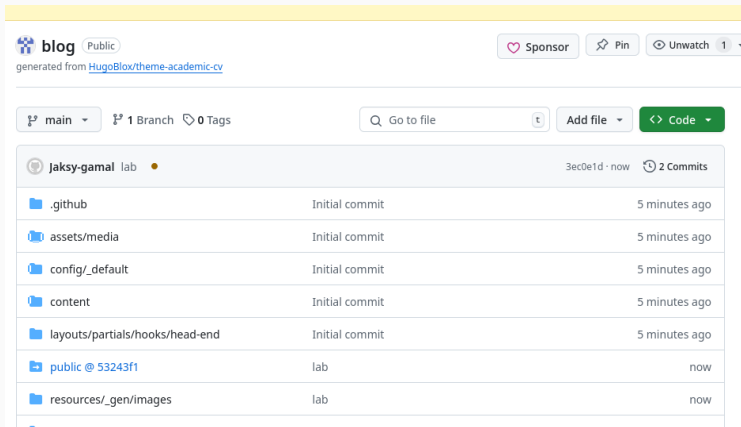 blog Public Sponsor Pin Unwatch 1
generated from HugoBlox/theme-academic-cv
main 1 Branch 0 Tags Go to file t Add file Code
Jaksy-gamal lab 3ec0e1d · now 2 Commits
.github Initial commit 5 minutes ago
assets/media Initial commit 5 minutes ago
config/_default Initial commit 5 minutes ago
content Initial commit 5 minutes ago
layouts/partials/hooks/head-end Initial commit 5 minutes ago
public @ 53243f1 lab now
resources/_gen/images lab now